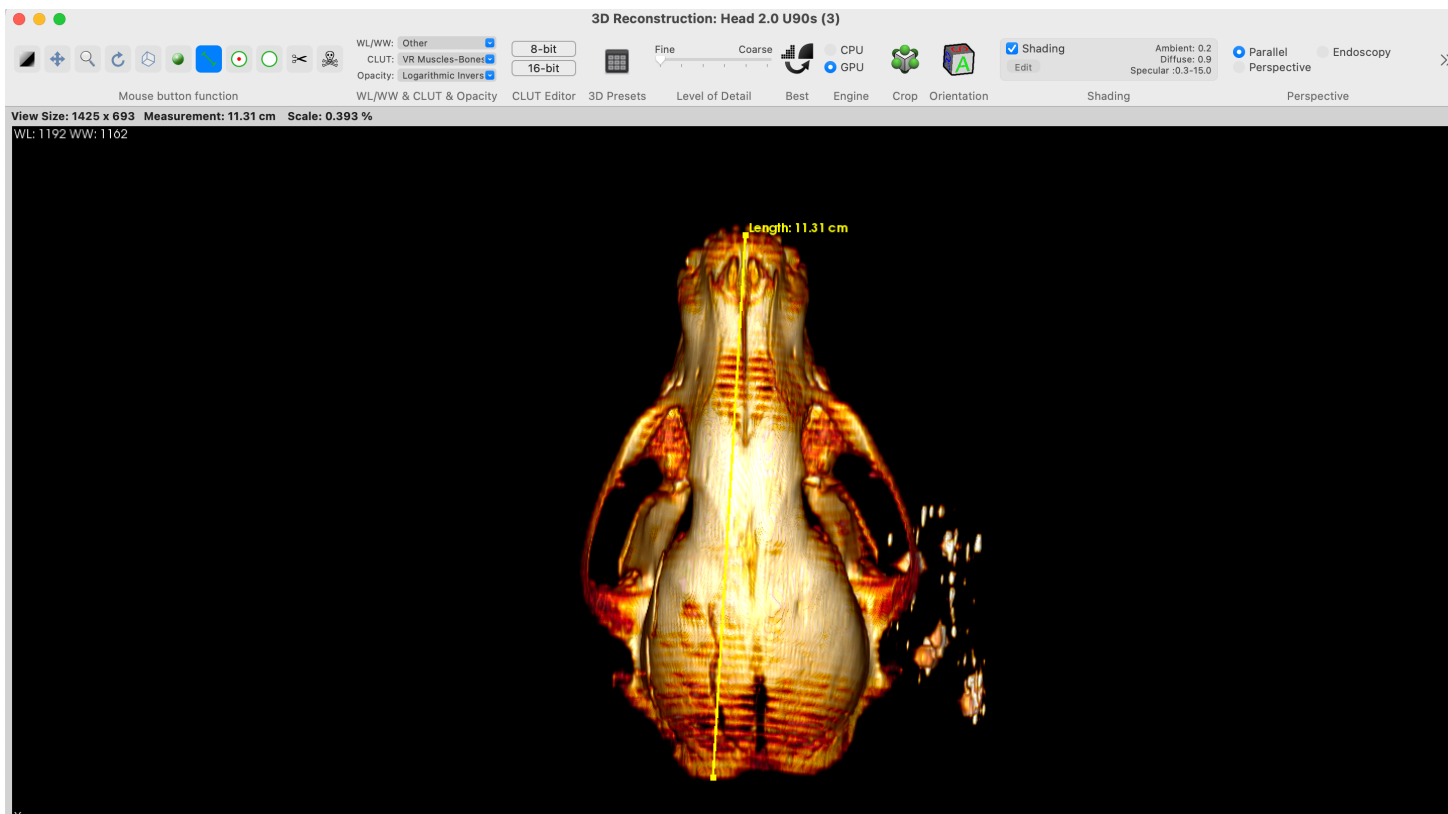 3D Reconstruction: Head 2.0 U90s (3)
WL/WW: Other
CLUT: VR Muscles-Bones
Opacity: Logarithmic Invers
8-bit
16-bit
Fine Coarse
CPU
GPU
Shading
Edit
Ambient: 0.2
Diffuse: 0.9
Specular :0.3-15.0
Parallel
Perspective
Endoscopy
Mouse button function
WL/WW & CLUT & Opacity
CLUT Editor
3D Presets
Level of Detail
Best
Engine
Crop
Orientation
Shading
Perspective
View Size: 1425 x 693 Measurement: 11.31 cm Scale: 0.393 %
WL: 1192 WW: 1162
Length: 11.31 cm